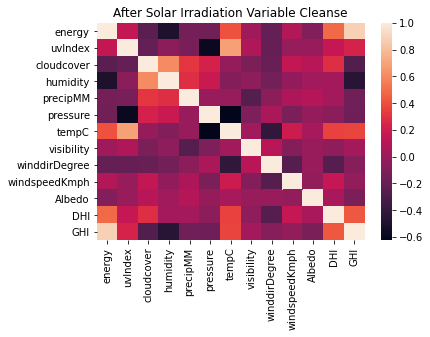 After Solar Irradiation Variable Cleanse
energy
uvIndex
cloudcover
humidity
precipMM
pressure
tempC
visibility
winddirDegree
windspeedKmph
Albedo
DHI
GHI
energy
uvIndex
cloudcover
humidity
precipMM
pressure
tempC
visibility
winddirDegree
windspeedKmph
Albedo
DHI
GHI
1.0
0.8
0.6
0.4
0.2
0.0
−0.2
−0.4
−0.6